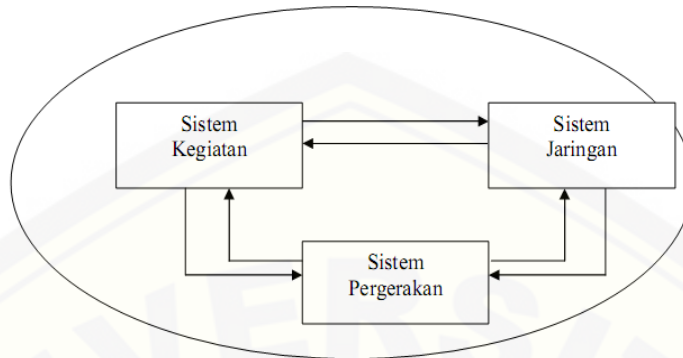 Sistem
Kegiatan
Sistem
Jaringan
Sistem
Pergerakan